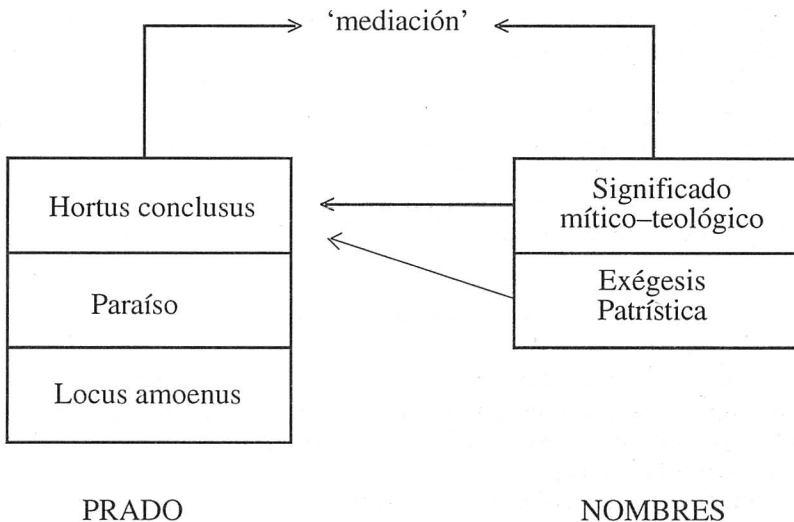 ‘mediación’
Hortus conclusus
Paraíso
Locus amoenus
Significado
mítico–teológico
Exégesis
Patrística
PRADO
NOMBRES